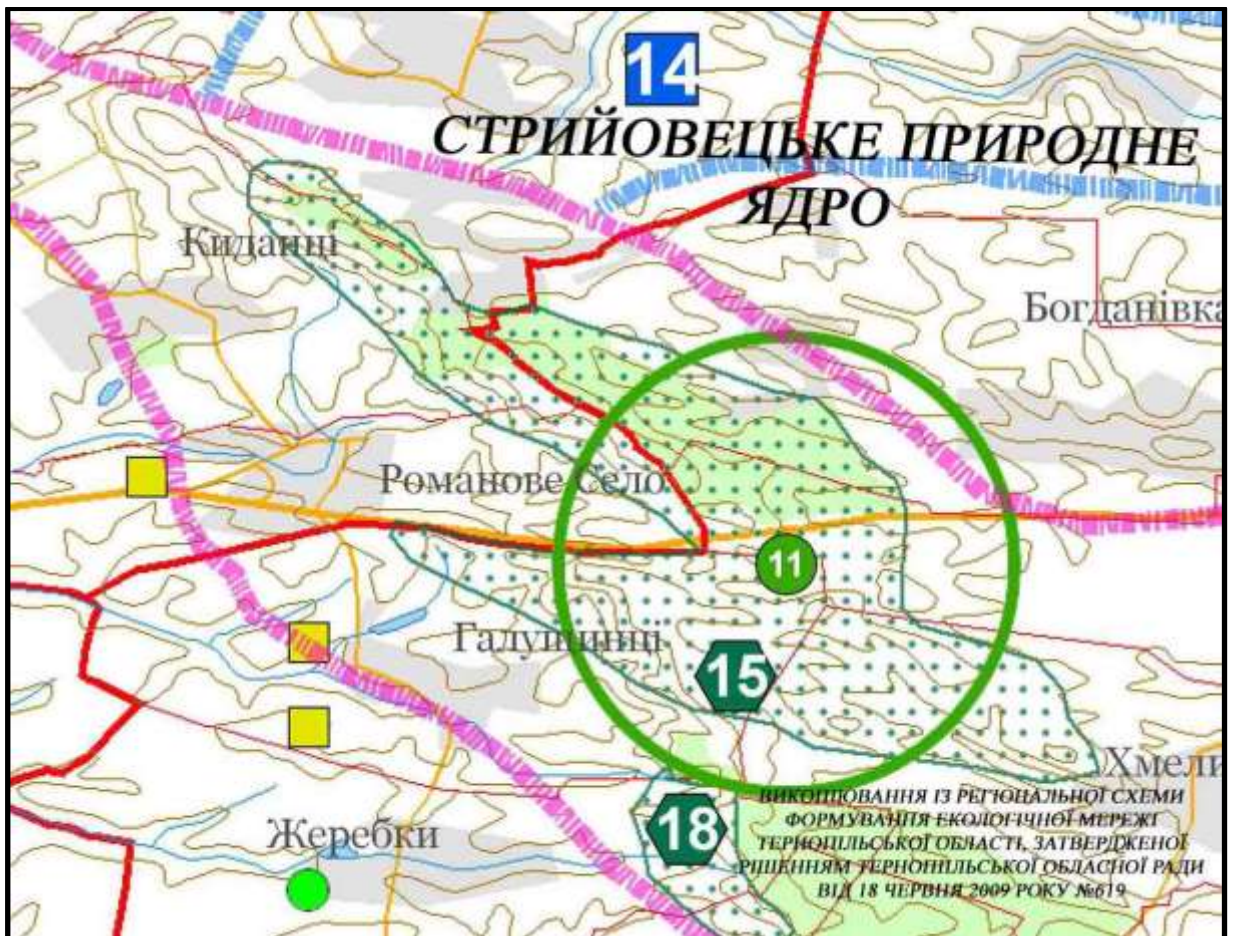 14
СТРИЙОВЕЦЬКЕ ПРИРОДНЕ
ЯДРО
Киданці
Богданівка
Романове Село
11
Галущинці
15
Хмели
18
Жеребки
ВИКОПІЮВАННЯ ІЗ РЕГІОНАЛЬНОЇ СХЕМИ
ФОРМУВАННЯ ЕКОЛОГІЧНОЇ МЕРЕЖІ
ТЕРНОПІЛЬСЬКОЇ ОБЛАСТІ, ЗАТВЕРДЖЕНОЇ
РІШЕННЯМ ТЕРНОПІЛЬСЬКОЇ ОБЛАСНОЇ РАДИ
ВІД 18 ЧЕРВНЯ 2009 РОКУ №619